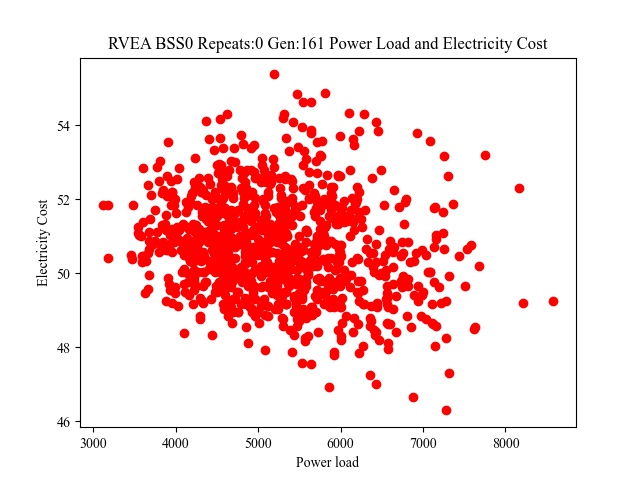 RVEA BSS0 Repeats:0 Gen:161 Power Load and Electricity Cost
Electricity Cost
54
52
50
48
46
3000 4000 5000 6000 7000 8000
Power load